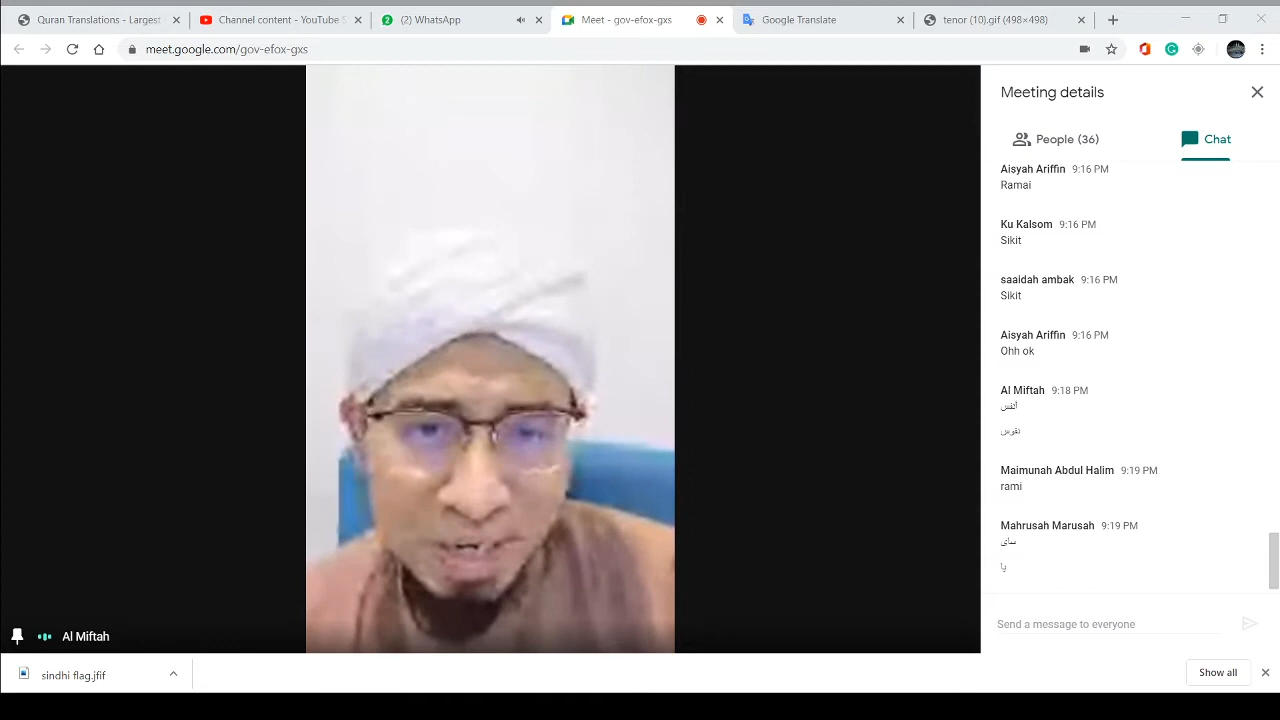 Quran Translations - Largest
Channel content - YouTube S
(2) WhatsApp
Meet - gov-efox-gxs
Google Translate
tenor (10).gif (498×498)
meet.google.com/gov-efox-gxs
Meeting details
People (36)
Chat
Aisyah Ariffin 9:16 PM
Ramai
Ku Kalsom 9:16 PM
Sikit
saaidah ambak 9:16 PM
Sikit
Aisyah Ariffin 9:16 PM
Ohh ok
Al Miftah 9:18 PM
أنفس
نفوس
Maimunah Abdul Halim 9:19 PM
rami
Mahrusah Marusah 9:19 PM
سای
يا
Send a message to everyone
Al Miftah
sindhi flag.jfif
Show all